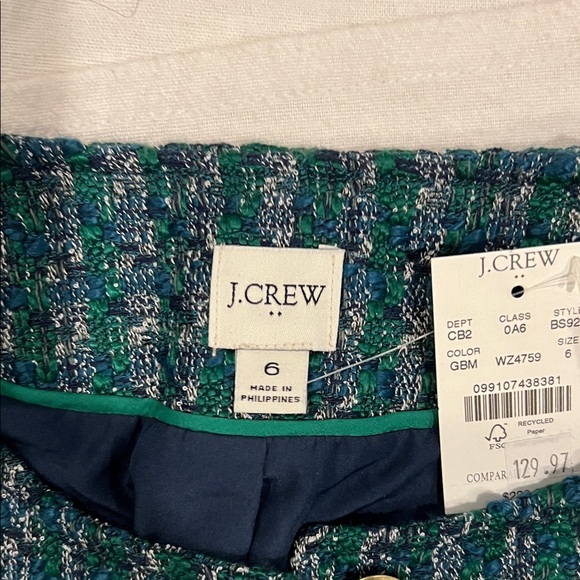 J.CREW
6
MADE IN
PHILIPPINES
J.CREW
DEPT CLASS STYLE
CB2 0A6 BS92
COLOR SIZE
GBM WZ4759 6
099107438381
RECYCLED
Paper
FSC
COMPAR
129.97